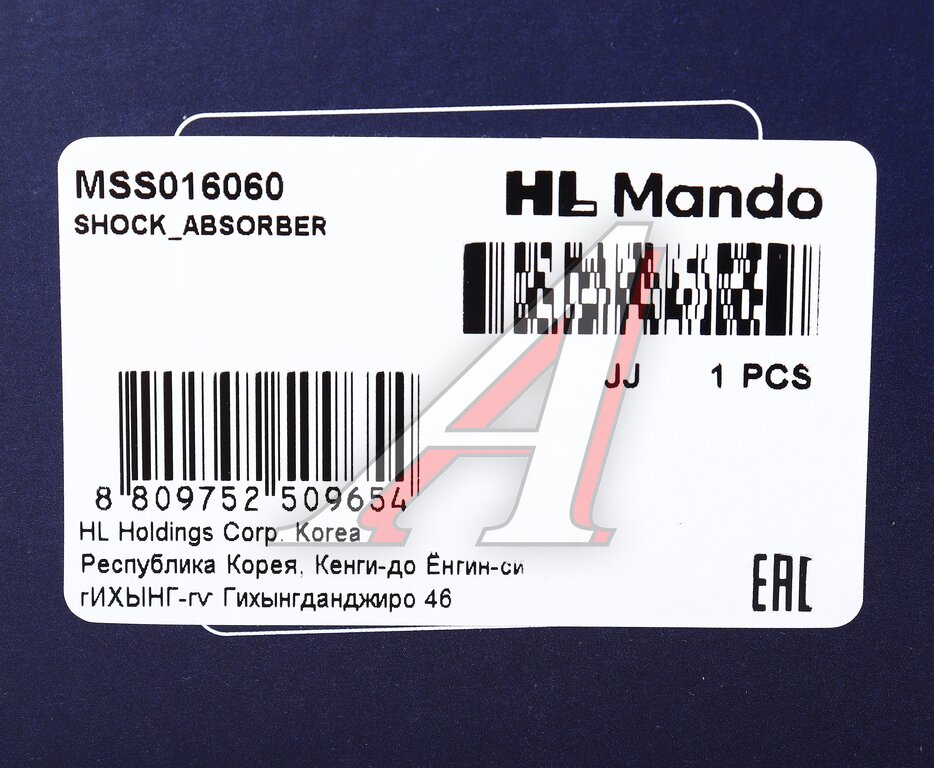 MSS016060
SHOCK_ABSORBER
HL Mando
JJ 1 PCS
8 809752 509654
HL Holdings Corp. Korea
Республика Корея, Кенги-до Ёнгин-си
гИХЫНГ-гу Гихынгданджиро 46
EAC